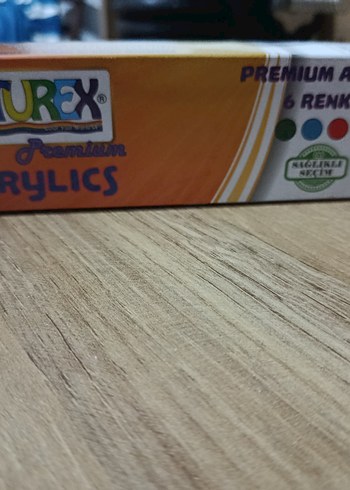 TUREX®
Premium
RYLICS
PREMIUM A
6 RENK
SAĞLIKLI
SEÇİM